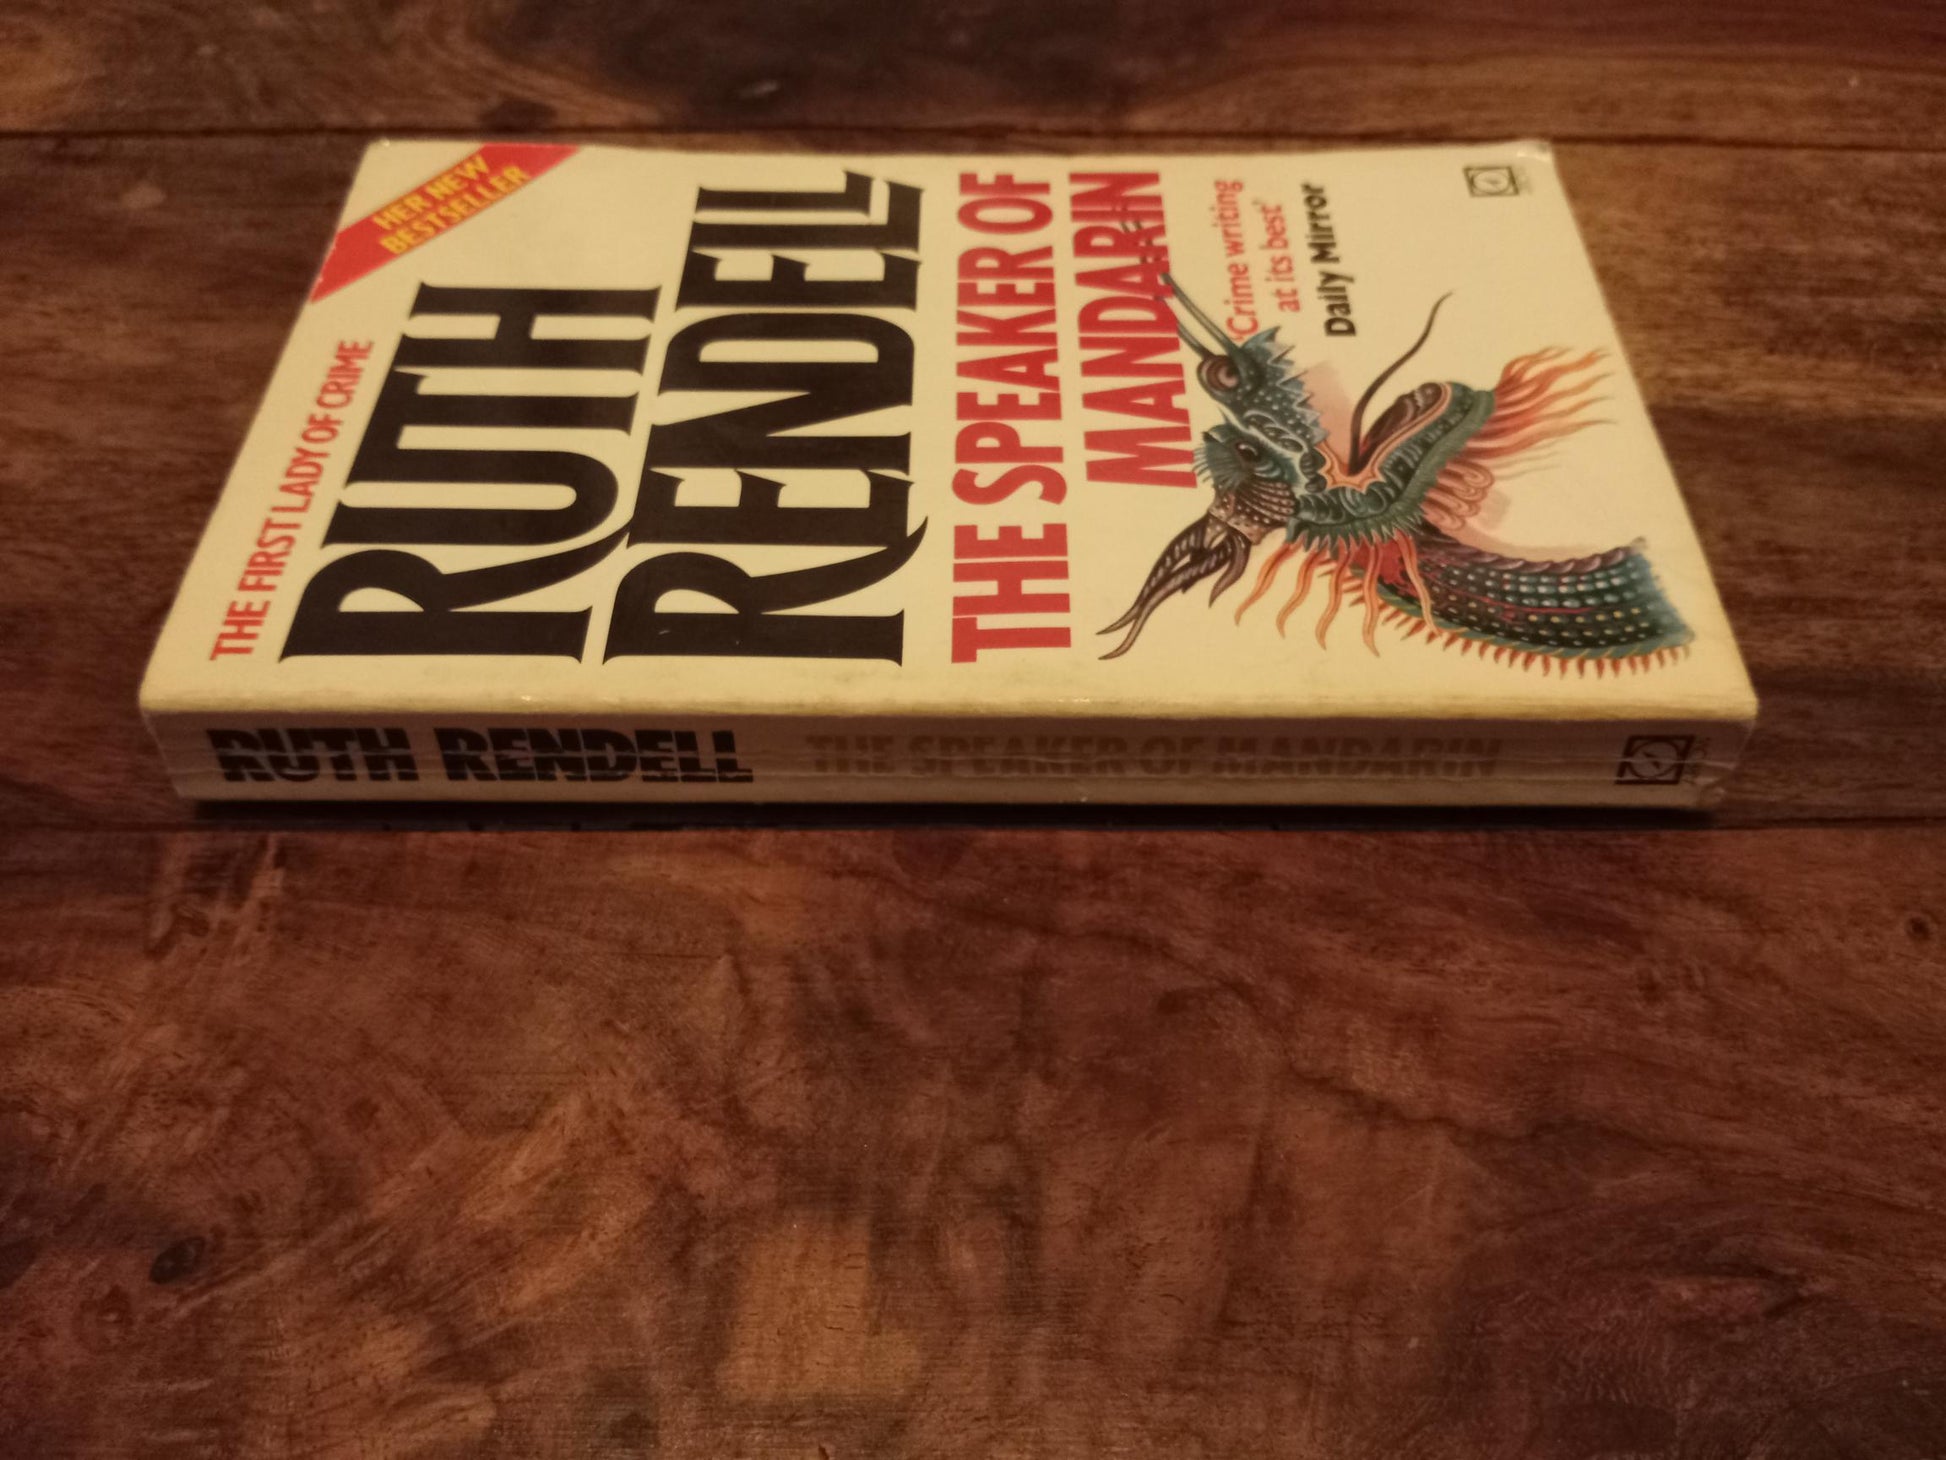 HER NEW
BESTSELLER
THE FIRST LADY OF CRIME
RUTH
RENDELL
THE SPEAKER OF
MANDARIN
'Crime writing
at its best'
Daily Mirror
RUTH RENDELL THE SPEAKER OF MANDARIN